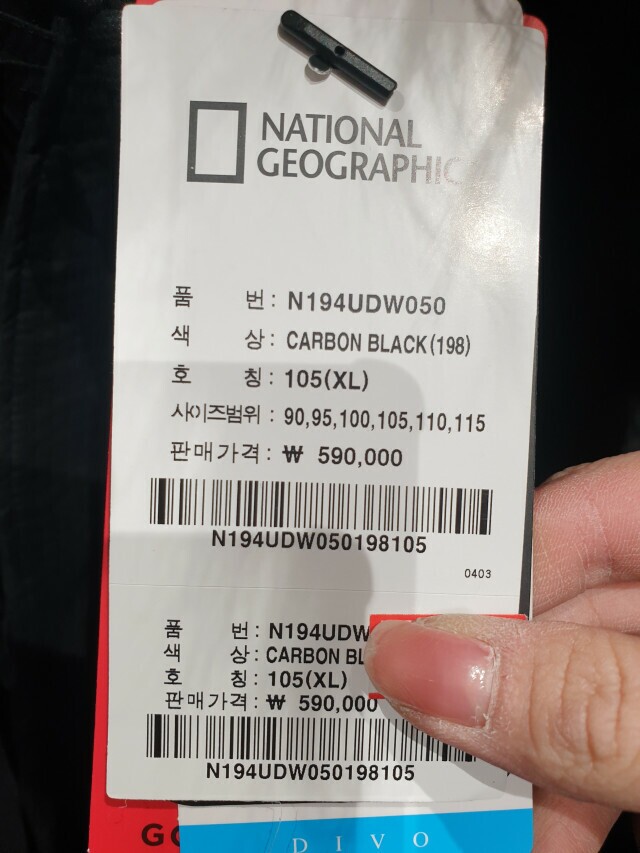 NATIONAL
GEOGRAPHIC
품 번 : N194UDW050
색 상 : CARBON BLACK(198)
호 칭 : 105(XL)
사이즈범위 : 90,95,100,105,110,115
판매가격 : ₩ 590,000
N194UDW050198105
0403
품 번 : N194UDW
색 상 : CARBON BL
호 칭 : 105(XL)
판매가격 : ₩ 590,000
N194UDW050198105
DIVO